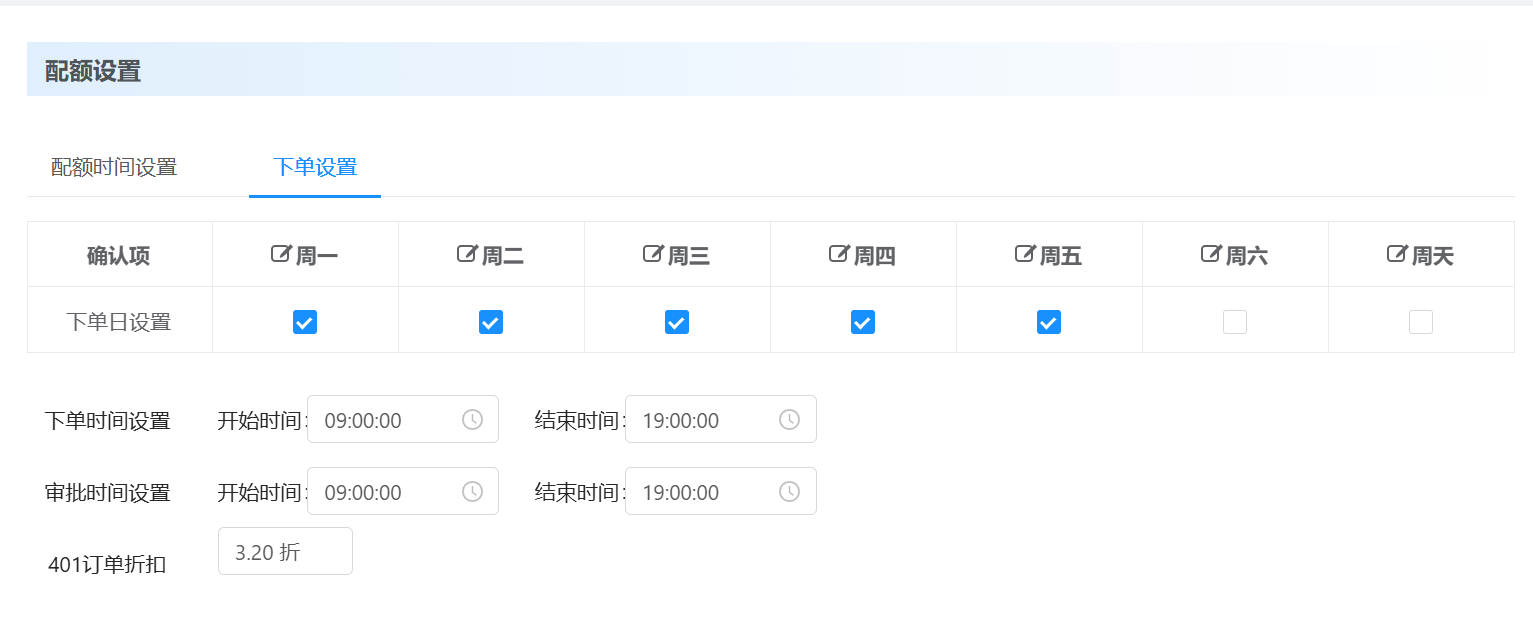 配额设置
配额时间设置 下单设置
确认项 周一 周二 周三 周四 周五 周六 周天
下单日设置
下单时间设置 开始时间: 09:00:00 结束时间: 19:00:00
审批时间设置 开始时间: 09:00:00 结束时间: 19:00:00
401订单折扣 3.20 折